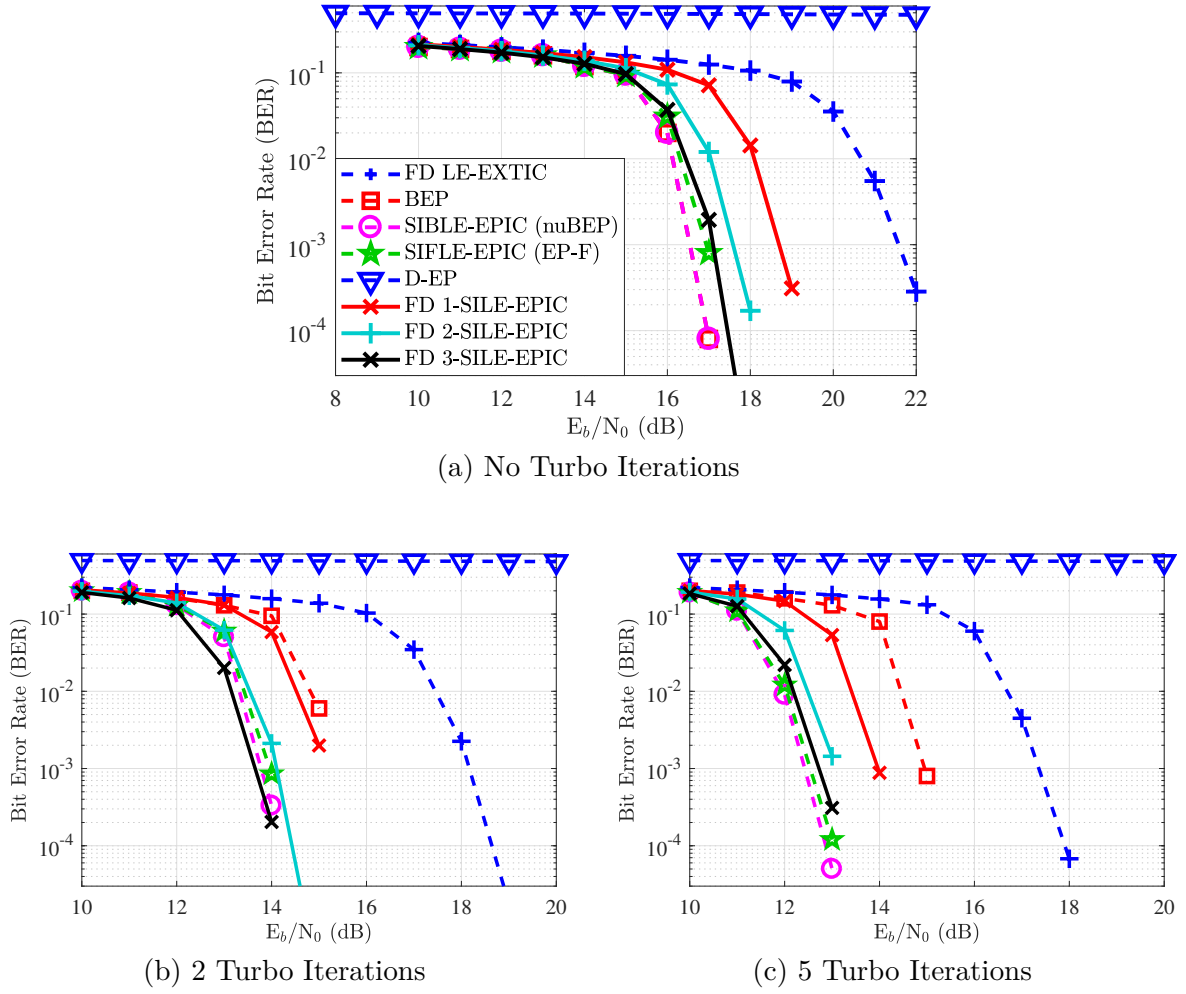 10⁻¹
10⁻²
10⁻³
10⁻⁴
Bit Error Rate (BER)
FD LE-EXTIC
BEP
SIBLE-EPIC (nuBEP)
SIFLE-EPIC (EP-F)
D-EP
FD 1-SILE-EPIC
FD 2-SILE-EPIC
FD 3-SILE-EPIC
8 10 12 14 16 18 20 22
E_b/N_0 (dB)
(a) No Turbo Iterations
10⁻¹
10⁻²
10⁻³
10⁻⁴
Bit Error Rate (BER)
10 12 14 16 18 20
E_b/N_0 (dB)
(b) 2 Turbo Iterations
10⁻¹
10⁻²
10⁻³
10⁻⁴
Bit Error Rate (BER)
10 12 14 16 18 20
E_b/N_0 (dB)
(c) 5 Turbo Iterations